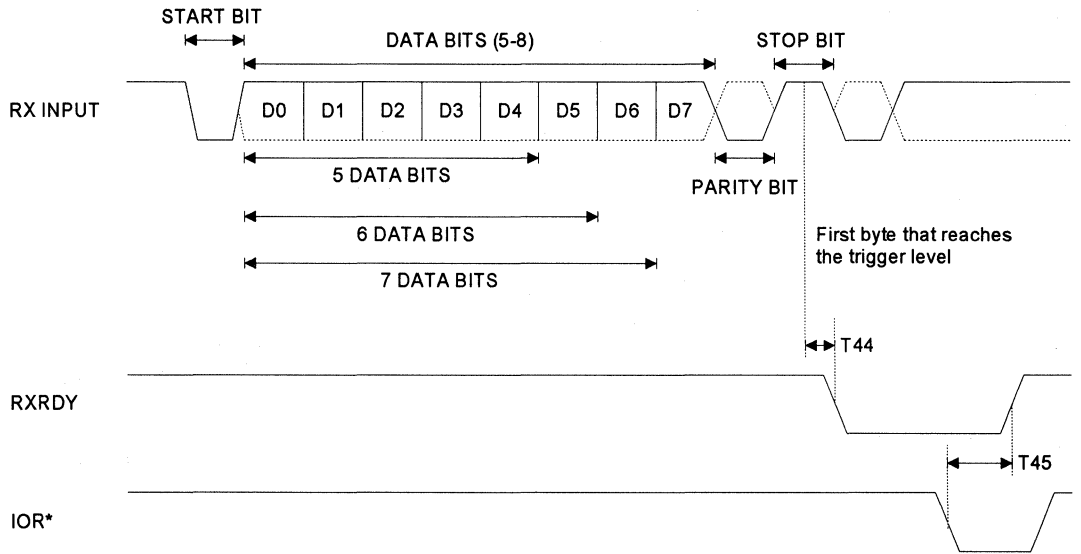 START BIT
DATA BITS (5-8)
STOP BIT
RX INPUT
D0 D1 D2 D3 D4 D5 D6 D7
5 DATA BITS
PARITY BIT
6 DATA BITS
First byte that reaches
the trigger level
7 DATA BITS
T44
RXRDY
T45
IOR*